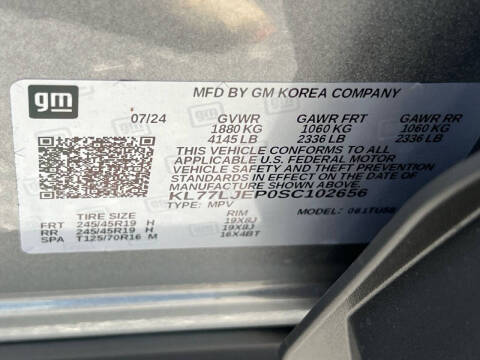 gm
MFD BY GM KOREA COMPANY
07/24 GVWR GAWR FRT GAWR RR
1880 KG 1060 KG 1060 KG
4145 LB 2336 LB 2336 LB
THIS VEHICLE CONFORMS TO ALL
APPLICABLE U.S. FEDERAL MOTOR
VEHICLE SAFETY AND THEFT PREVENTION
STANDARDS IN EFFECT ON THE DATE OF
MANUFACTURE SHOWN ABOVE.
KL77LJEP0SC102656
TYPE: MPV MODEL:
TIRE SIZE RIM
FRT 245/45R19 H 19X8J
RR 245/45R19 H 19X8J
SPA T125/70R16 M 16X4BT